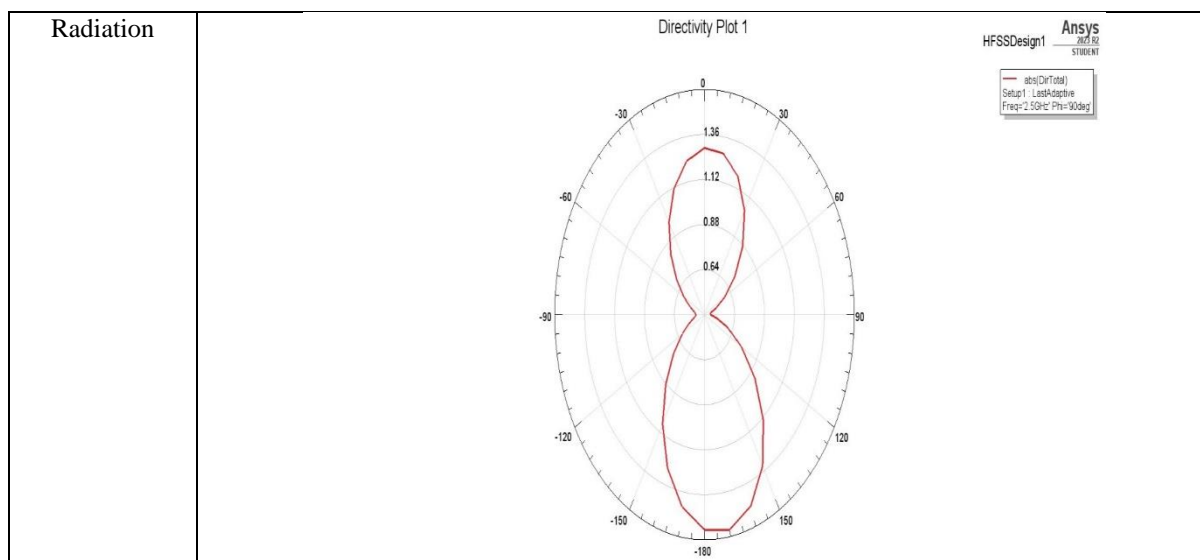 Radiation
Directivity Plot 1
HFSSDesign1
Ansys
2023 R2
STUDENT
abs(DirTotal)
Setup1 : LastAdaptive
Freq='2.5GHz' Phi='90deg'
0
-30
30
1.36
-60
60
1.12
0.88
0.64
-90
90
-120
120
-150
150
-180